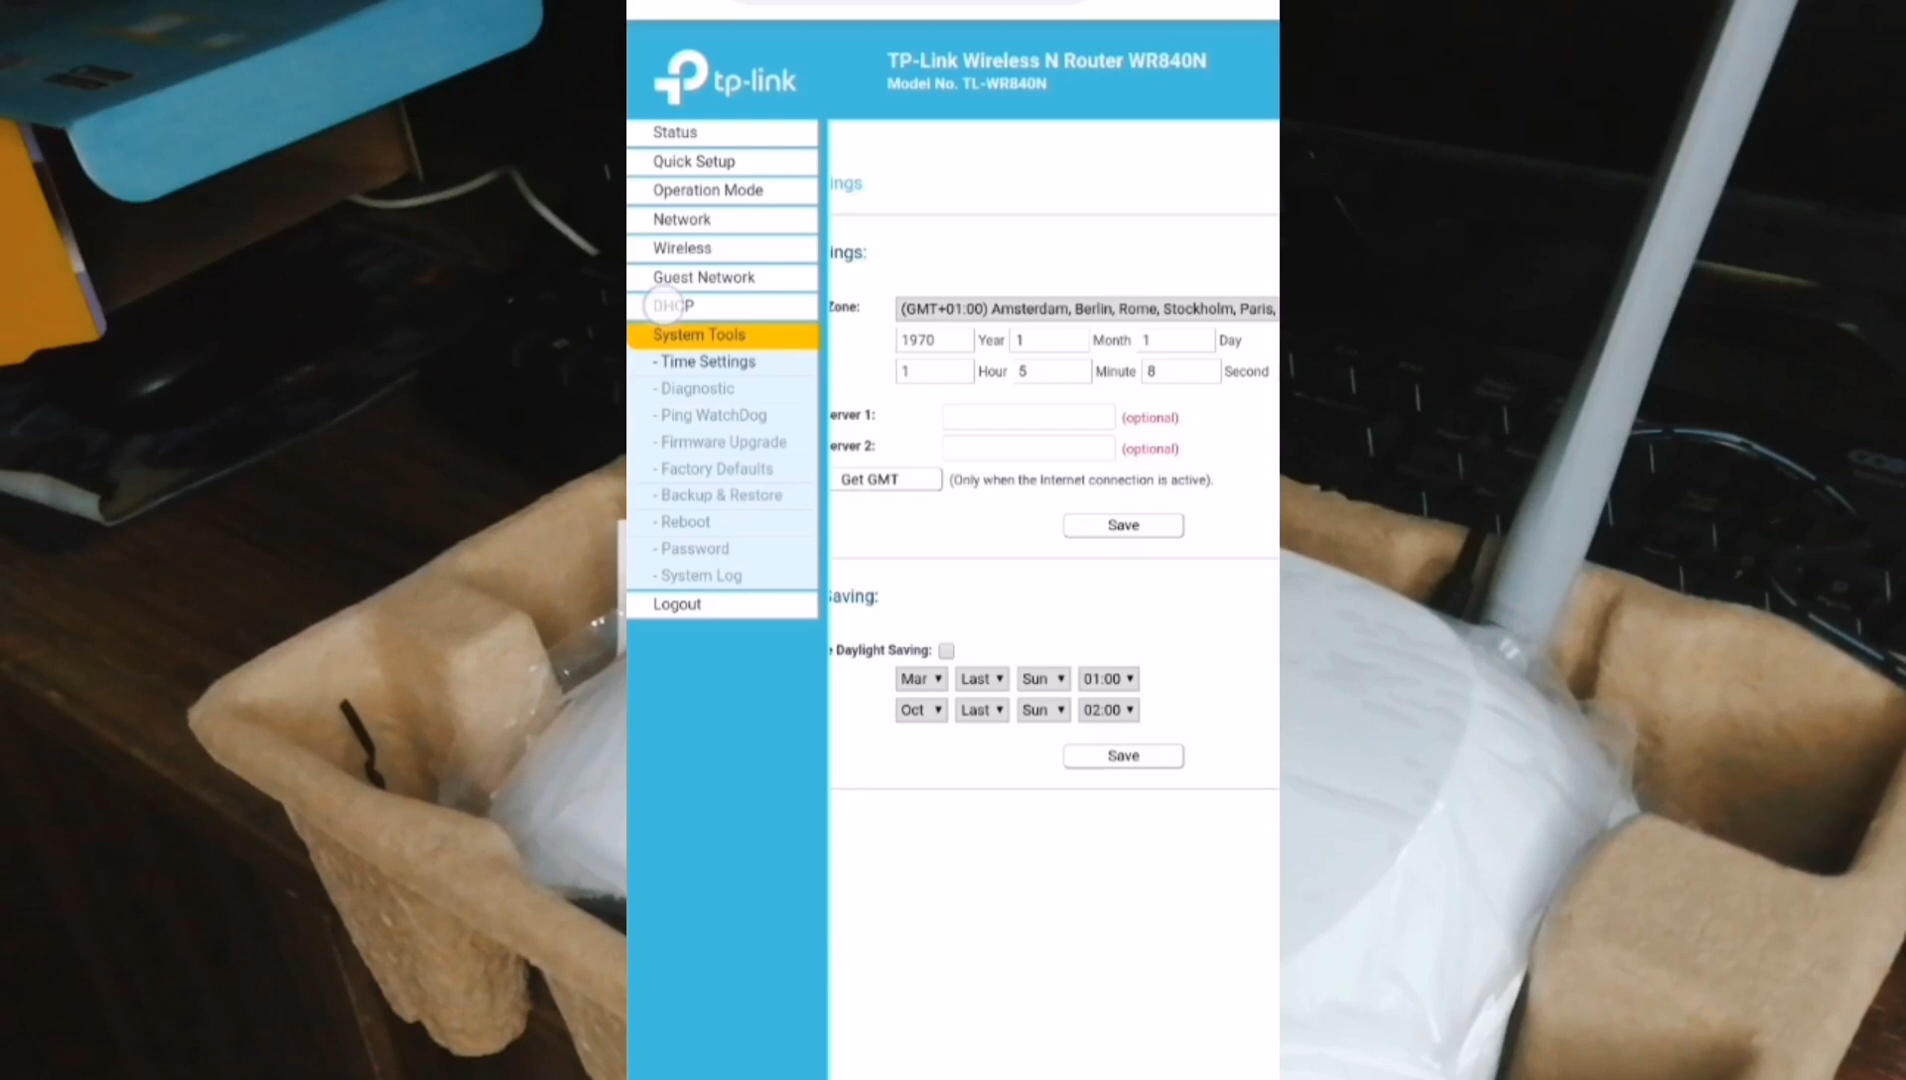 tp-link
TP-Link Wireless N Router WR840N
Model No. TL-WR840N
Status
Quick Setup
Operation Mode
Network
Wireless
Guest Network
DHCP
System Tools
- Time Settings
- Diagnostic
- Ping WatchDog
- Firmware Upgrade
- Factory Defaults
- Backup & Restore
- Reboot
- Password
- System Log
Logout
ings
ings:
Zone: (GMT+01:00) Amsterdam, Berlin, Rome, Stockholm, Paris,
1970 Year 1 Month 1 Day
1 Hour 5 Minute 8 Second
erver 1: (optional)
erver 2: (optional)
Get GMT (Only when the Internet connection is active).
Save
aving:
Daylight Saving:
Mar Last Sun 01:00
Oct Last Sun 02:00
Save